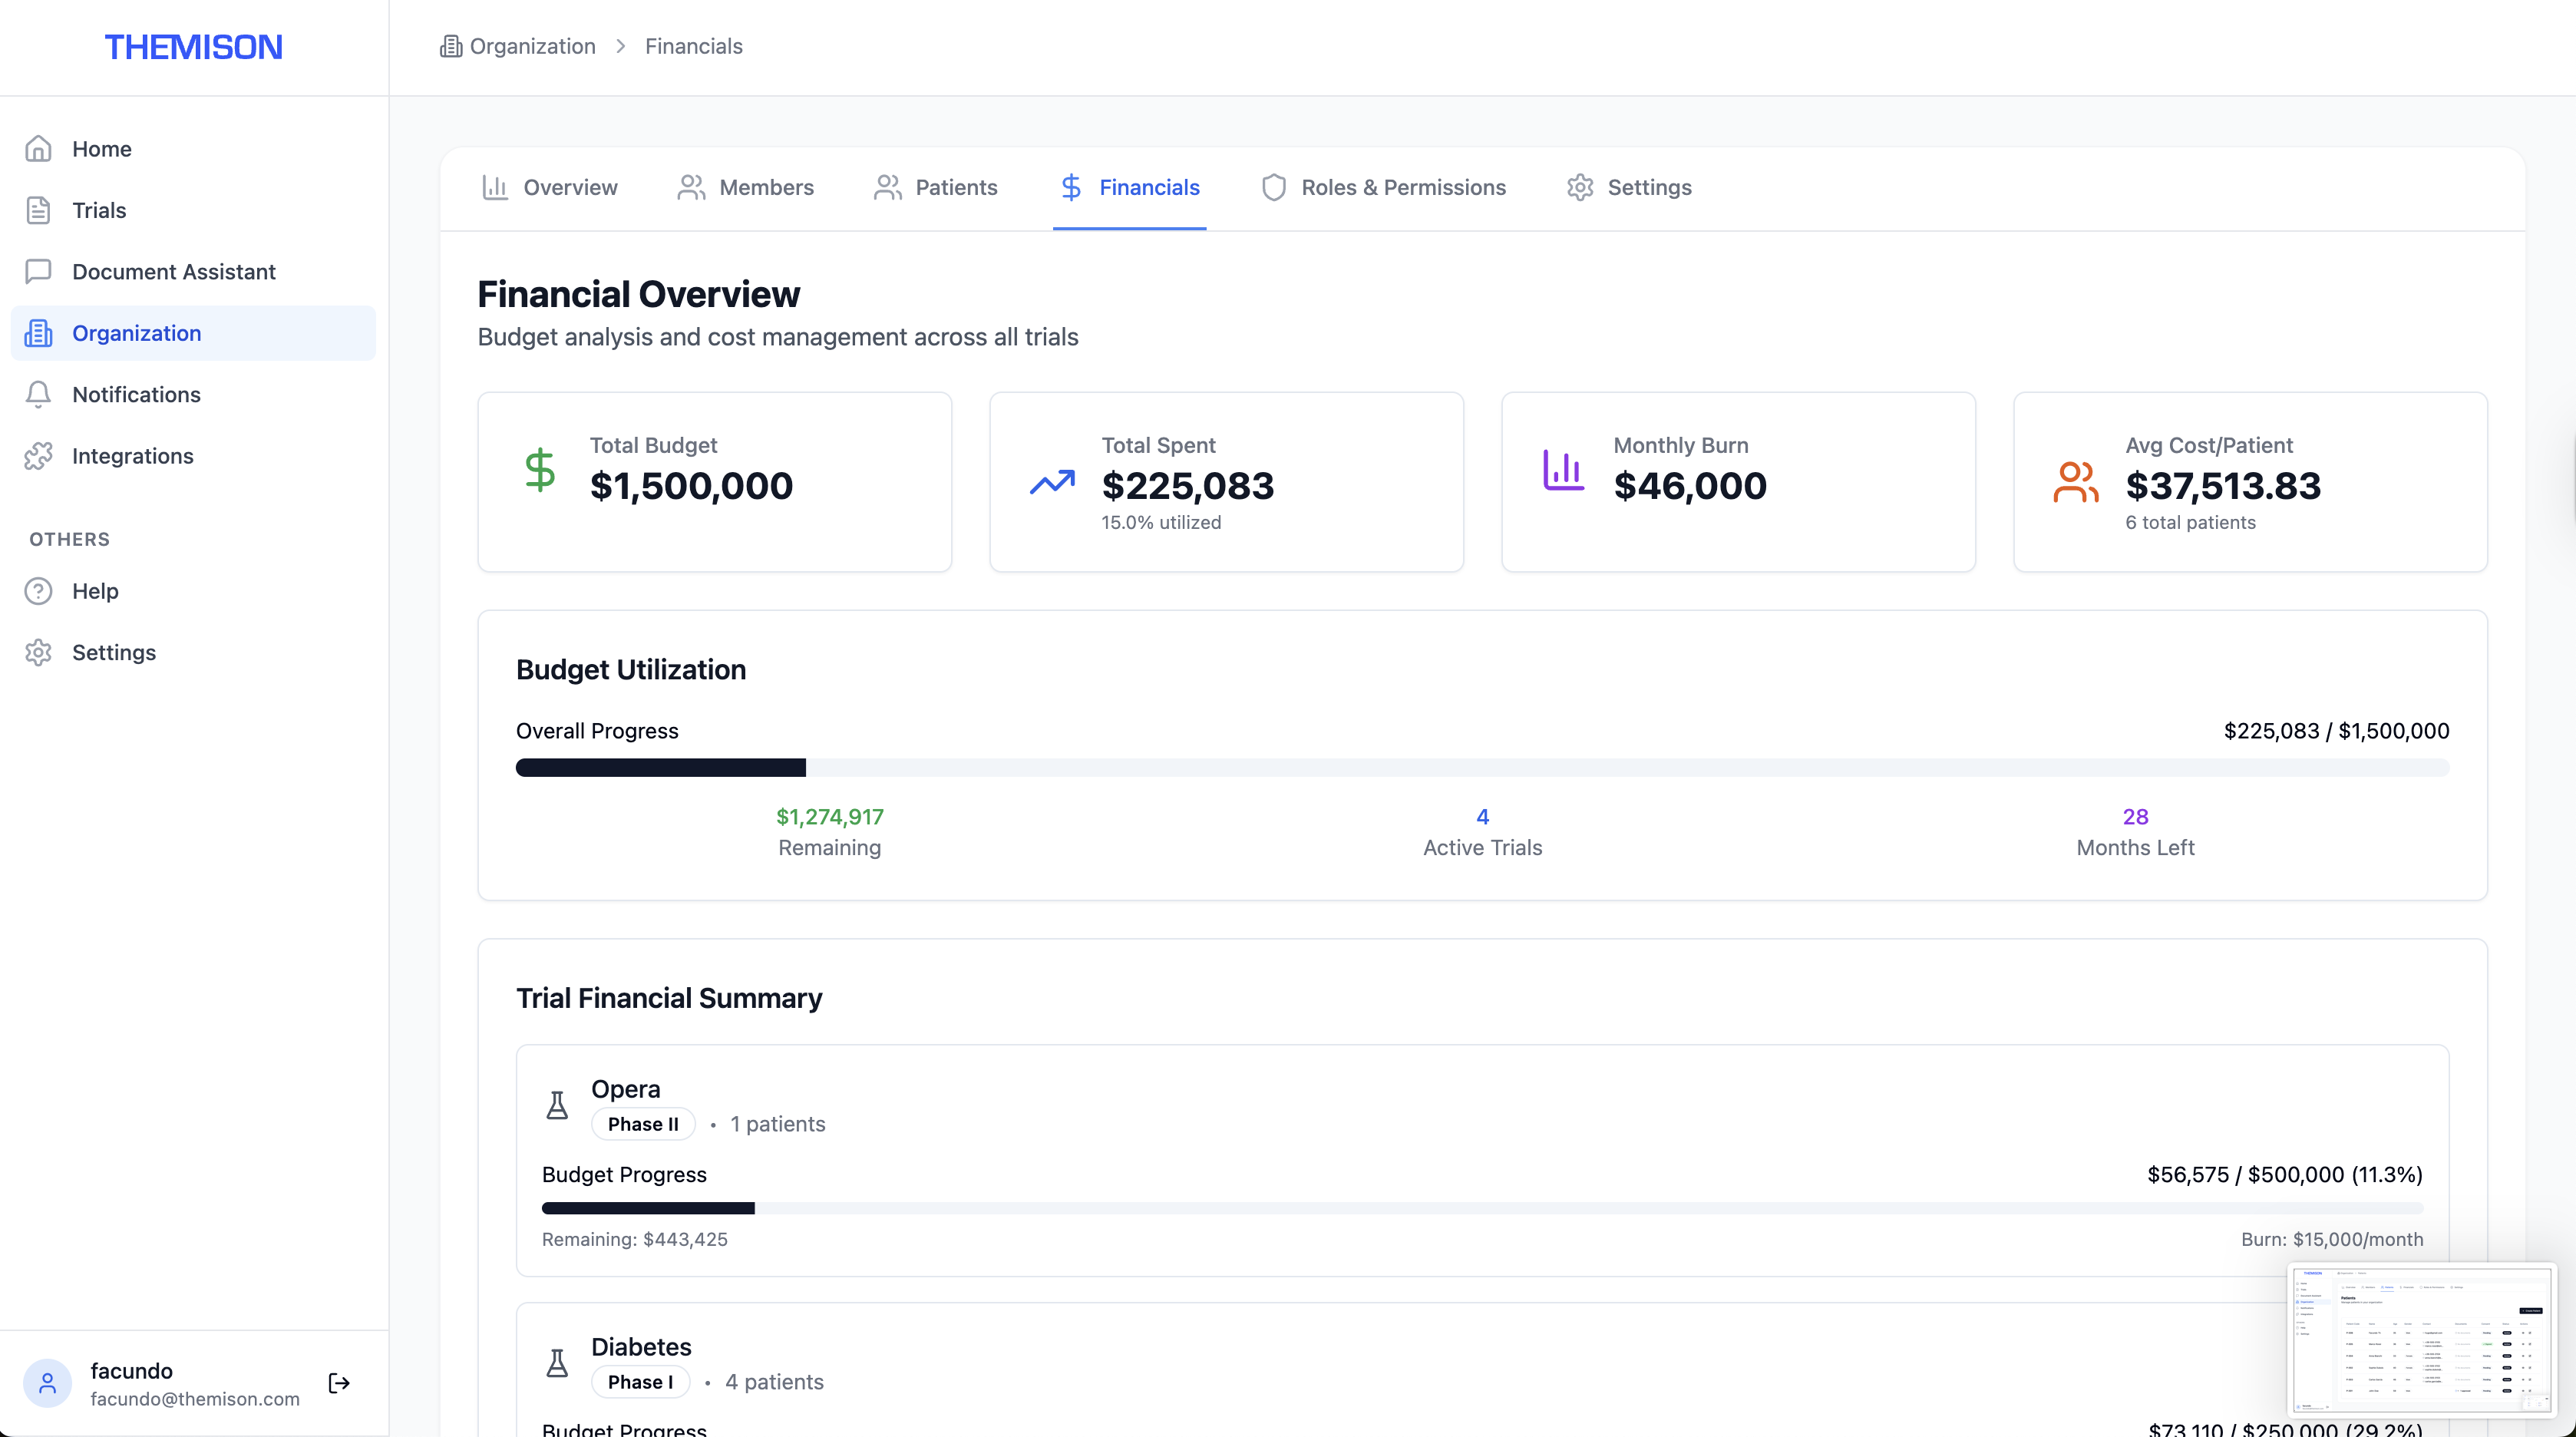 THEMISON
Organization > Financials
Home
Trials
Document Assistant
Organization
Notifications
Integrations
OTHERS
Help
Settings
facundo
facundo@themison.com
Overview
Members
Patients
Financials
Roles & Permissions
Settings
Financial Overview
Budget analysis and cost management across all trials
Total Budget
$1,500,000
Total Spent
$225,083
15.0% utilized
Monthly Burn
$46,000
Avg Cost/Patient
$37,513.83
6 total patients
Budget Utilization
Overall Progress
$225,083 / $1,500,000
$1,274,917
Remaining
4
Active Trials
28
Months Left
Trial Financial Summary
Opera
Phase II • 1 patients
Budget Progress
$56,575 / $500,000 (11.3%)
Remaining: $443,425
Burn: $15,000/month
Diabetes
Phase I • 4 patients
Budget Progress
$73,110 / $250,000 (29.2%)
THEMISON
Patients